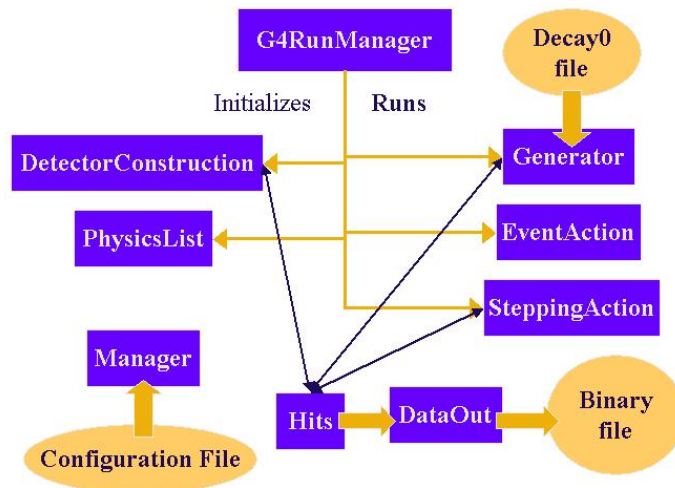 G4RunManager
Decay0
file
Initializes
Runs
DetectorConstruction
Generator
PhysicsList
EventAction
SteppingAction
Manager
Hits
DataOut
Binary
file
Configuration File